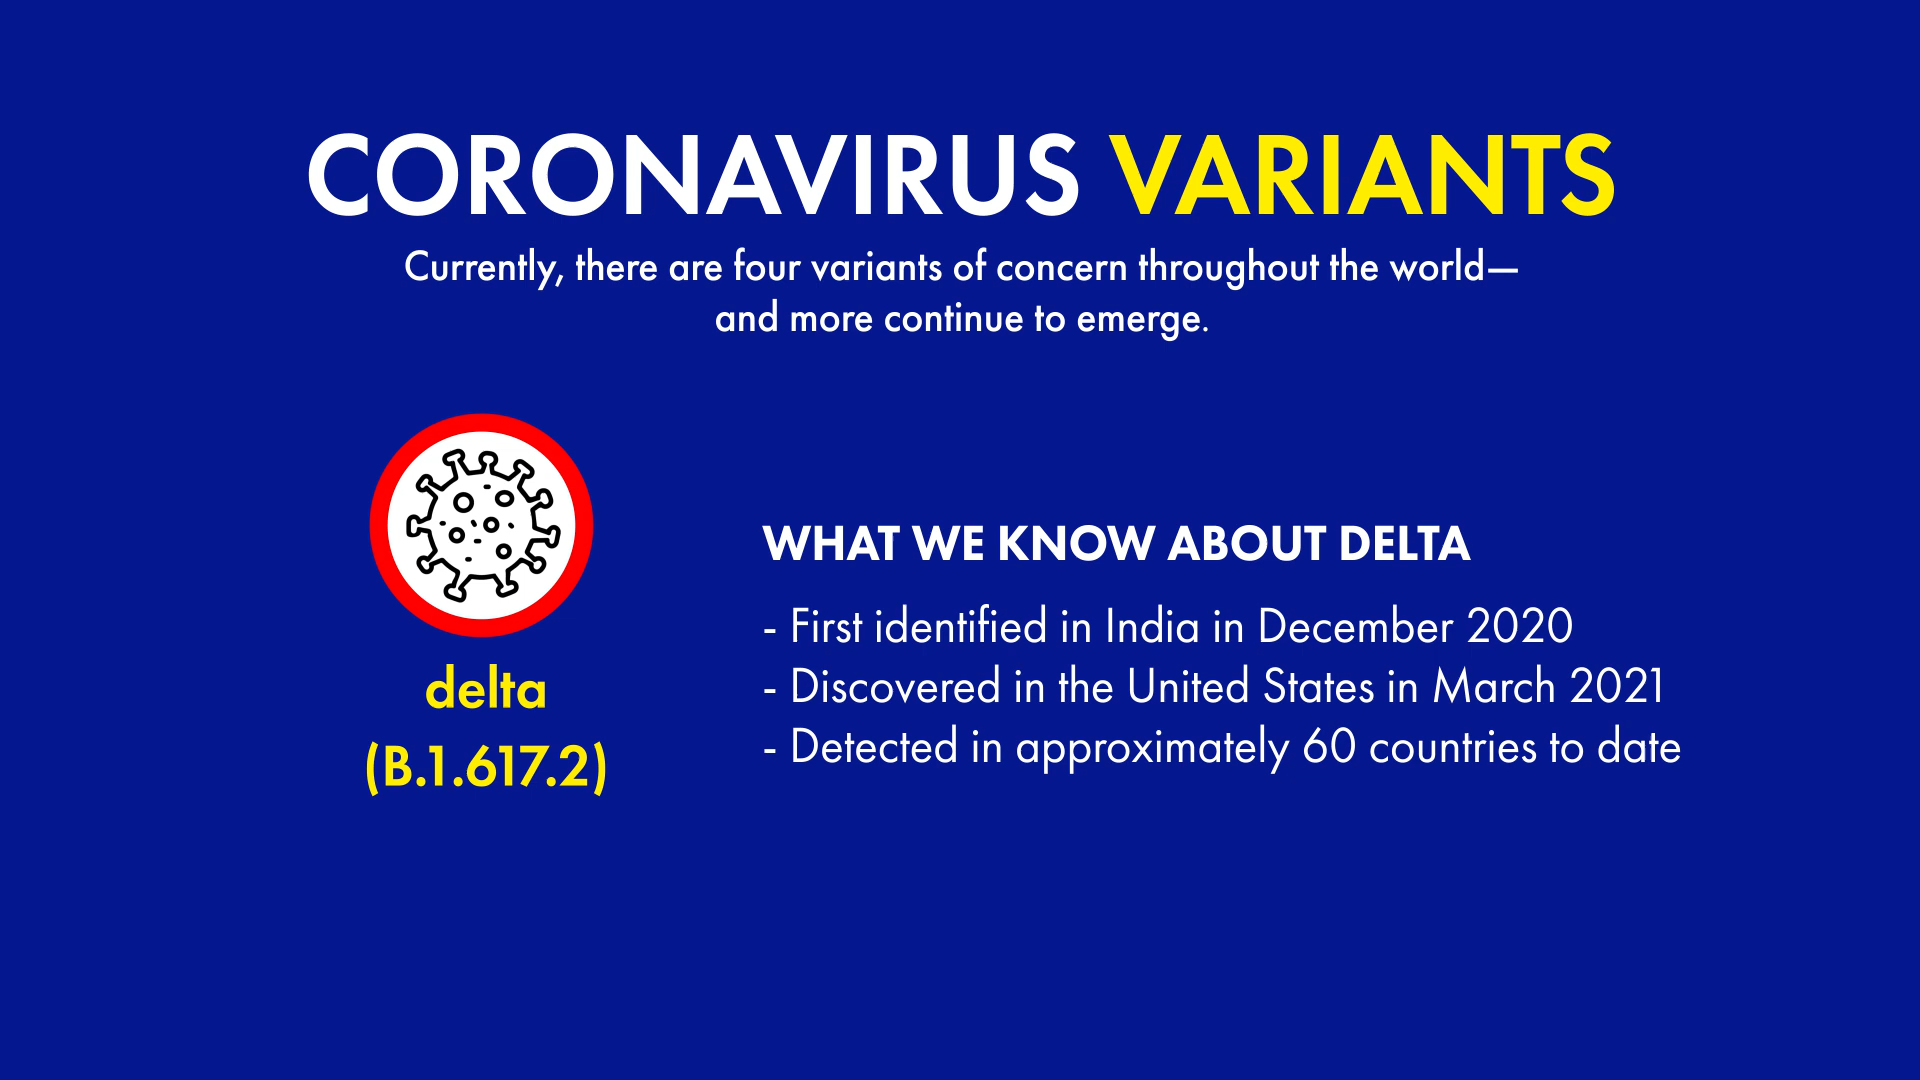 CORONAVIRUS VARIANTS
Currently, there are four variants of concern throughout the world—
and more continue to emerge.
delta
(B.1.617.2)
WHAT WE KNOW ABOUT DELTA
- First identified in India in December 2020
- Discovered in the United States in March 2021
- Detected in approximately 60 countries to date